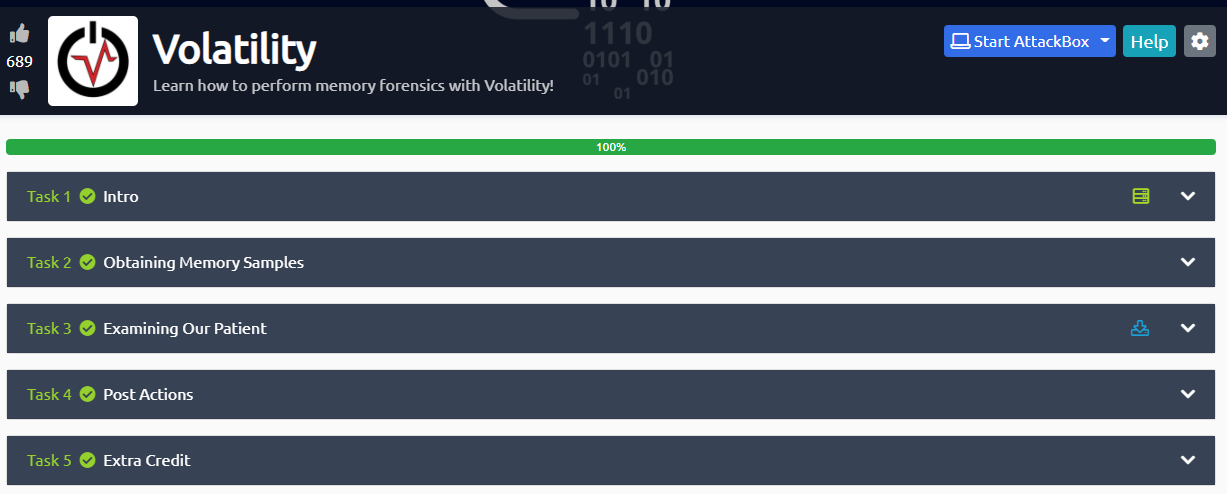 10 10
1110
0101 01
01 010
01
Volatility
Start AttackBox
Help
689
Learn how to perform memory forensics with Volatility!
100%
Task 1 Intro
Task 2 Obtaining Memory Samples
Task 3 Examining Our Patient
Task 4 Post Actions
Task 5 Extra Credit